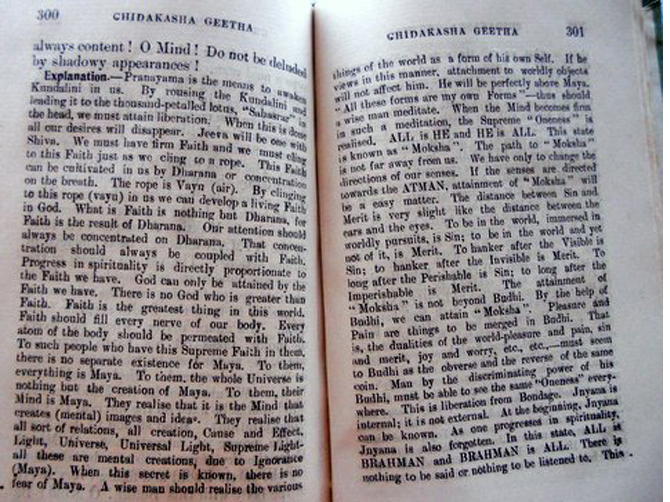 300 CHIDAKASHA GEETHA
always content ! O Mind ! Do not be deluded
by shadowy appearances !
Explanation.—Pranayama is the means to awaken
Kundalini in us. By rousing the Kundalini and
leading it to the thousand-petalled lotus, "Sahasrar" in
the head, we must attain liberation. When this is done
all our desires will disappear. Jeeva will be one with
Shiva. We must have firm Faith and we must cling
to this Faith just as we cling to a rope. This Faith
can be cultivated in us by Dharana or concentration
on the breath. The rope is Vayu (air). By clinging
to this rope (vayu) in us we can develop a living Faith
in God. What is Faith is nothing but Dharana, for
Faith is the result of Dharana. Our attention should
always be concentrated on Dharana. That concen-
tration should always be coupled with Faith.
Progress in spirituality is directly proportionate to
the Faith we have. God can only be attained by the
Faith we have. There is no God who is greater than
Faith. Faith is the greatest thing in this world.
Faith should fill every nerve of our body. Every
atom of the body should be permeated with Faith.
To such people who have this Supreme Faith in them,
there is no separate existence for Maya. To them,
everything is Maya. To them, the whole Universe is
nothing but the creation of Maya. To them, their
Mind is Maya. They realise that it is the Mind that
creates (mental) images and ideas. They realise that
all sort of relations, all creation, Cause and Effect,
Light, Universe, Universal Light, Supreme Light-
all these are mental creations, due to Ignorance
(Maya). When this secret is known, there is no
fear of Maya. A wise man should realise the various
CHIDAKASHA GEETHA 301
things of the world as a form of his own Self. If he
views in this manner, attachment to worldly objects
will not affect him. He will be perfectly above Maya.
"All these forms are my own forms"—thus should
a wise man meditate. When the Mind becomes firm
in such a meditation, the Supreme "Oneness" is
realised. ALL is HE and HE is ALL. This state
is known as "Moksha". The path to "Moksha"
is not far away from us. We have only to change the
directions of our senses. If the senses are directed
towards the ATMAN, attainment of "Moksha" will
be a easy matter. The distance between Sin and
Merit is very slight like the distance between the
ears and the eyes. To be in the world, immersed in
worldly pursuits, is Sin; to be in the world and yet
not of it, is Merit. To hanker after the Visible is
Sin; to hanker after the Invisible is Merit. To
long after the Perishable is Sin; to long after the
Imperishable is Merit. The attainment of
"Moksha" is not beyond Budhi. By the help of
Budhi, we can attain "Moksha". Pleasure and
Pain are things to be merged in Budhi. That
is, the dualities of the world-pleasure and pain, sin
and merit, joy and worry, etc., etc.,—must seem
to Budhi as the obverse and the reverse of the same
coin. Man by the discriminating power of his
Budhi, must be able to see the same "Oneness" every-
where. This is liberation from Bondage. Jnyana is
internal; it is not external. At the beginning, Jnyana
can be known. As one progresses in spirituality,
Jnyana is also forgotten. In this state, ALL is
BRAHMAN and BRAHMAN is ALL. There is
nothing to be said or nothing to be listened to. This